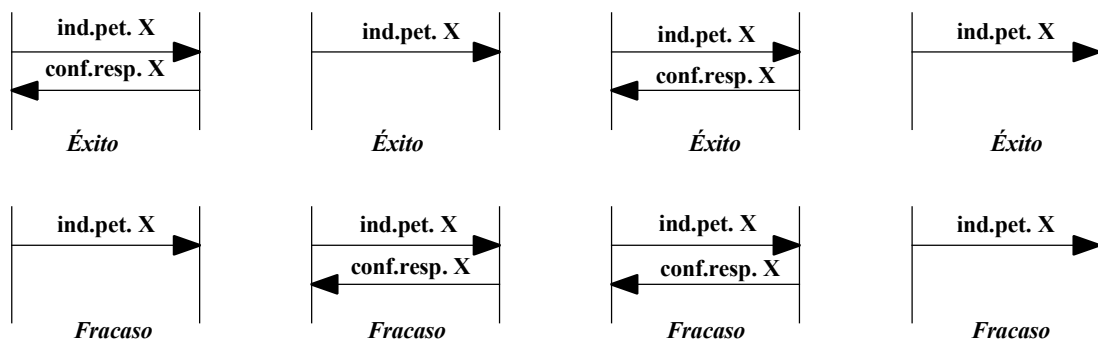 ind.pet. X ind.pet. X ind.pet. X ind.pet. X
conf.resp. X conf.resp. X
Éxito Éxito Éxito Éxito
ind.pet. X ind.pet. X ind.pet. X ind.pet. X
conf.resp. X conf.resp. X
Fracaso Fracaso Fracaso Fracaso